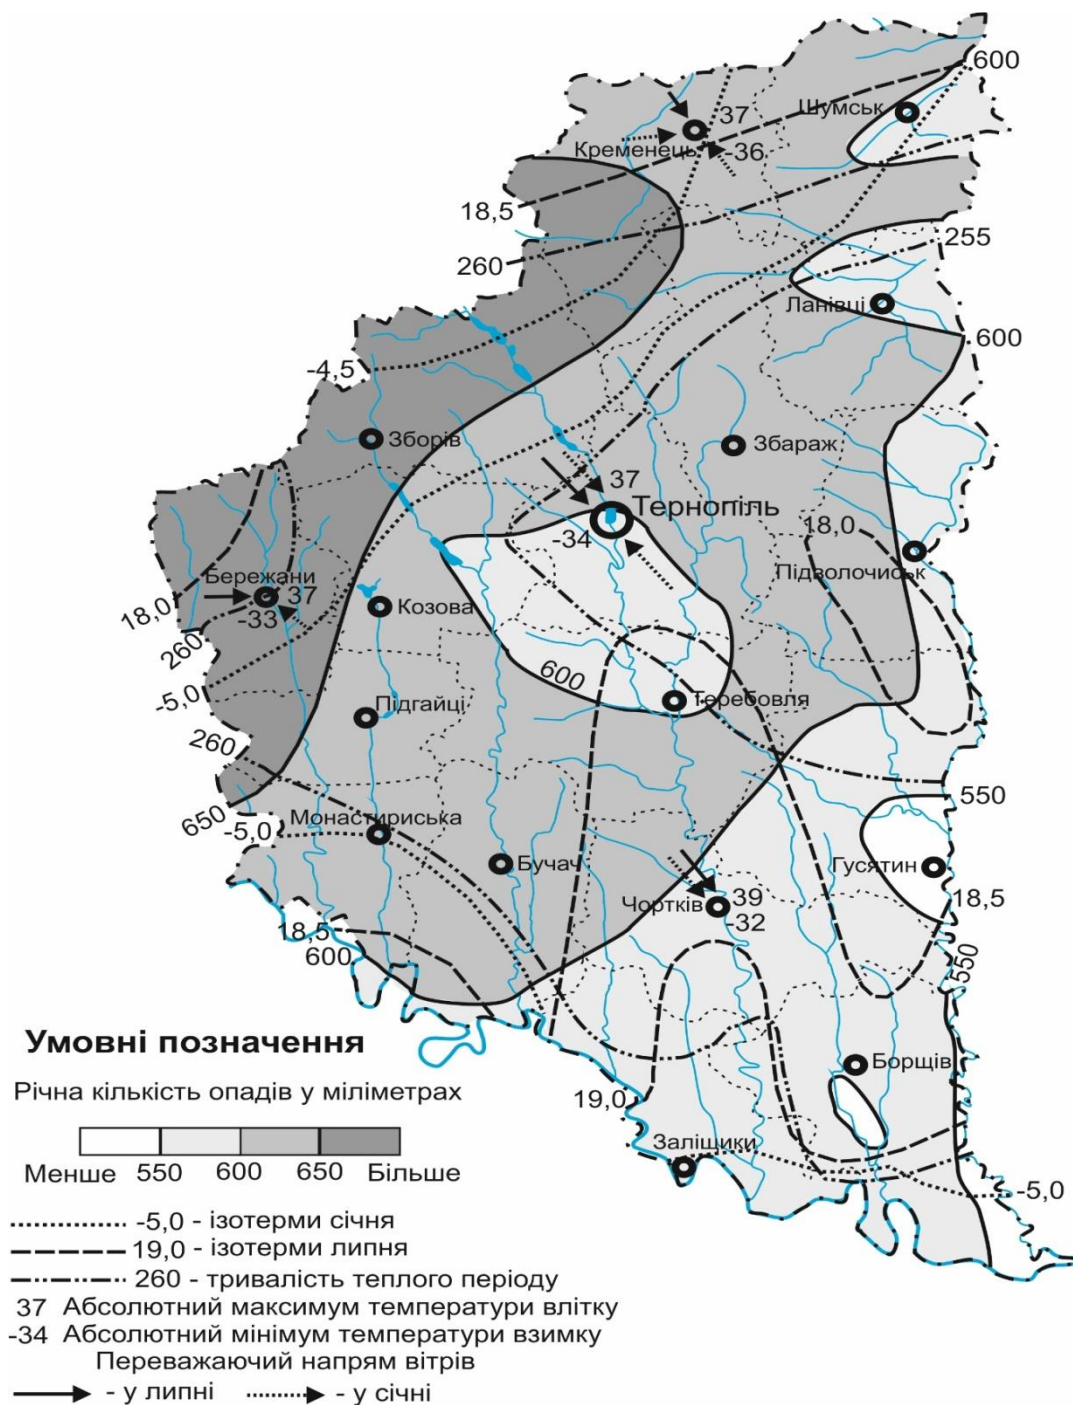 600
Шумськ
37
Кременець
-36
18,5
255
260
Ланівці
600
-4,5
Зборів
Збараж
37
Тернопіль
18,0
-34
Підволочиськ
Бережани
37
Козова
18,0
-33
260
600
-5,0
Підгайці
Теребовля
260
550
650
-5,0
Монастириська
Бучач
Гусятин
39
18,5
Чортків
-32
18,5
600
550
Умовні позначення
Борщів
Річна кількість опадів у міліметрах
19,0
Заліщики
Менше 550 600 650 Більше
-5,0
-5,0 - ізотерми січня
19,0 - ізотерми липня
260 - тривалість теплого періоду
37 Абсолютний максимум температури влітку
-34 Абсолютний мінімум температури взимку
Переважаючий напрям вітрів
- у липні - у січні